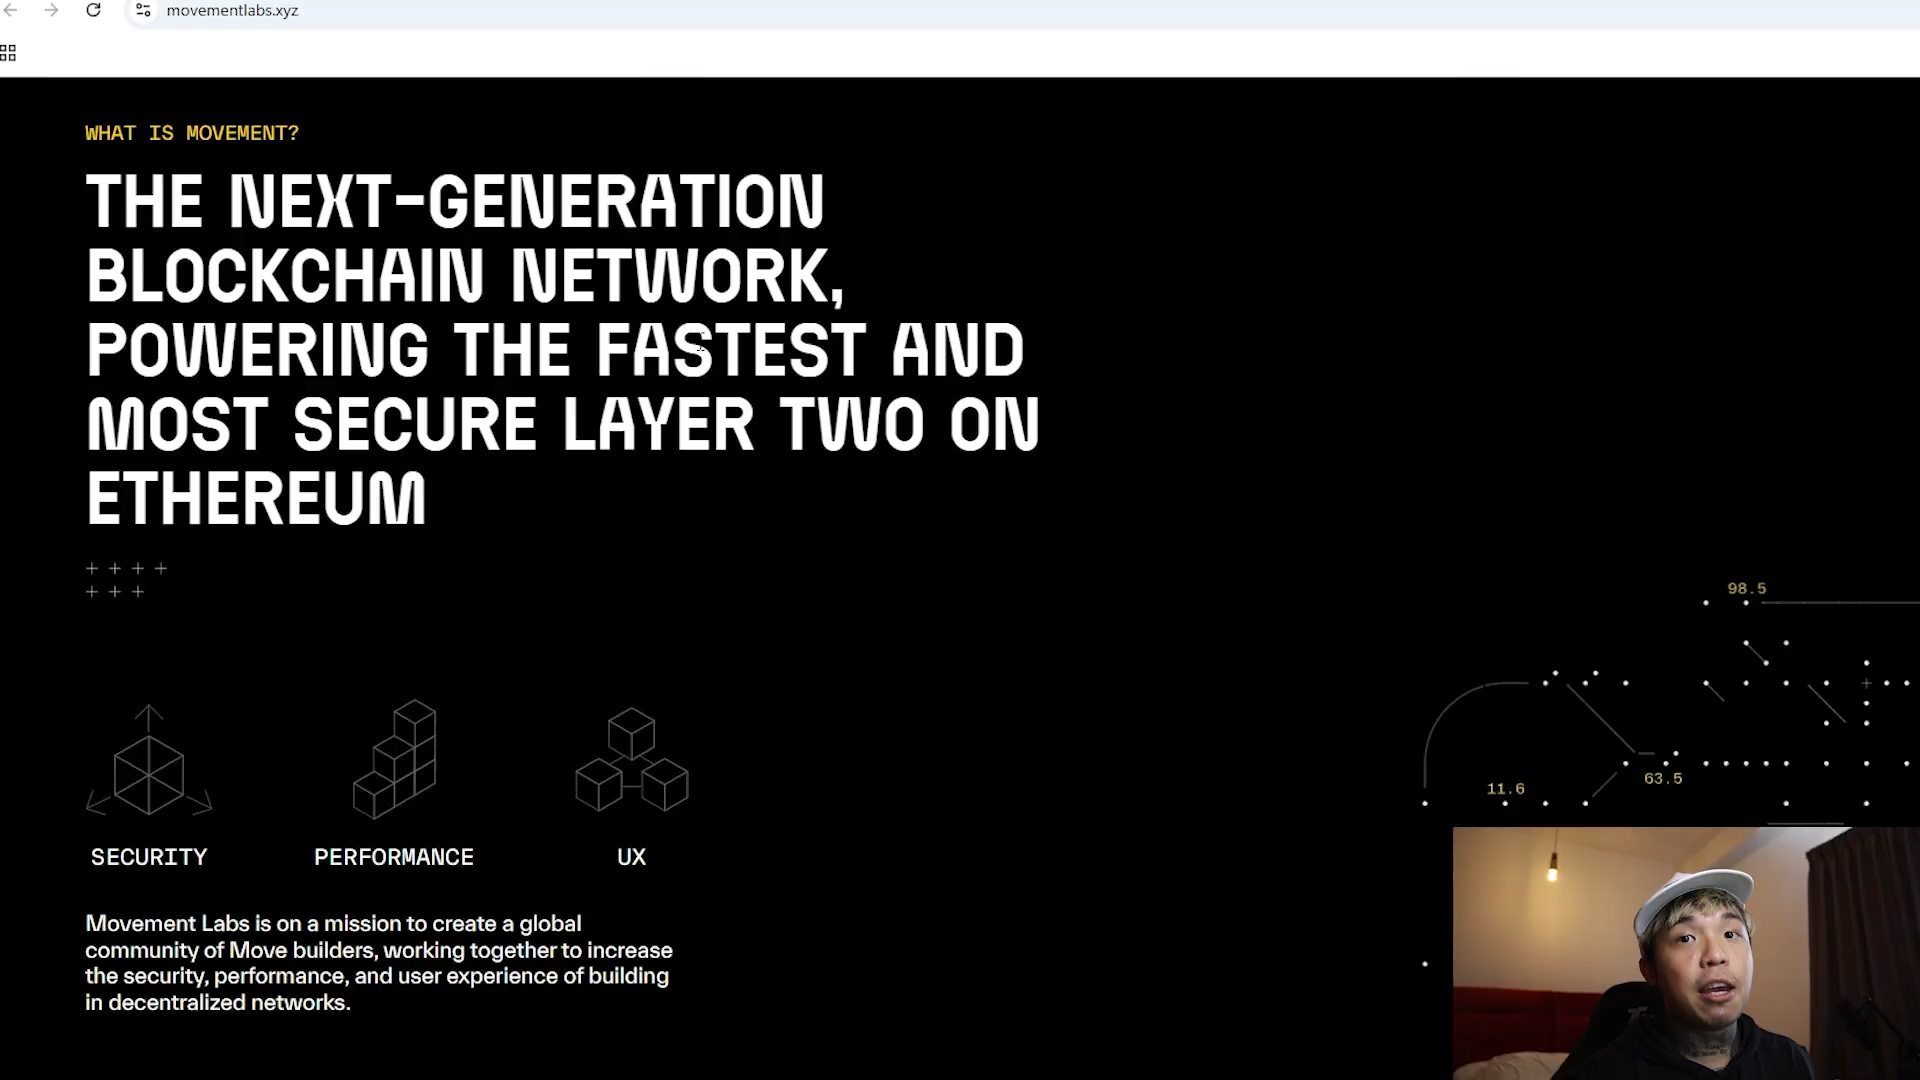 movementlabs.xyz
WHAT IS MOVEMENT?
THE NEXT-GENERATION
BLOCKCHAIN NETWORK,
POWERING THE FASTEST AND
MOST SECURE LAYER TWO ON
ETHEREUM
98.5
63.5
11.6
SECURITY PERFORMANCE UX
Movement Labs is on a mission to create a global
community of Move builders, working together to increase
the security, performance, and user experience of building
in decentralized networks.